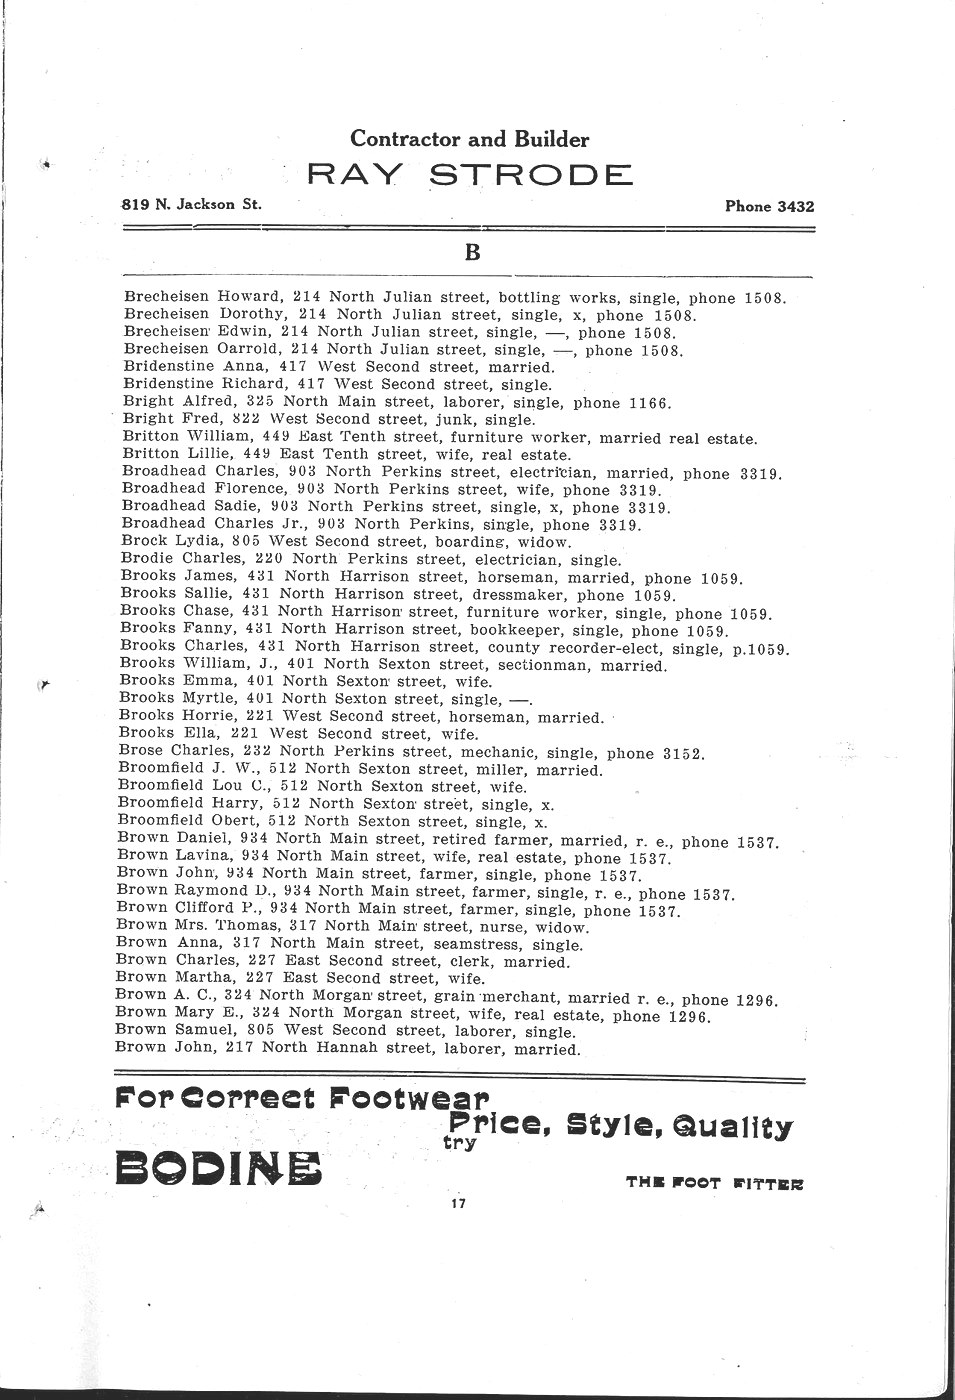 Contractor and Builder
RAY STRODE
819 N. Jackson St. Phone 3432
B
Brecheisen Howard, 214 North Julian street, bottling works, single, phone 1508.
Brecheisen Dorothy, 214 North Julian street, single, x, phone 1508.
Brecheisen Edwin, 214 North Julian street, single, —, phone 1508.
Brecheisen Oarrold, 214 North Julian street, single, —, phone 1508.
Bridenstine Anna, 417 West Second street, married.
Bridenstine Richard, 417 West Second street, single.
Bright Alfred, 325 North Main street, laborer, single, phone 1166.
Bright Fred, 822 West Second street, junk, single.
Britton William, 449 East Tenth street, furniture worker, married real estate.
Britton Lillie, 449 East Tenth street, wife, real estate.
Broadhead Charles, 903 North Perkins street, electrician, married, phone 3319.
Broadhead Florence, 903 North Perkins street, wife, phone 3319.
Broadhead Sadie, 903 North Perkins street, single, x, phone 3319.
Broadhead Charles Jr., 903 North Perkins, single, phone 3319.
Brock Lydia, 805 West Second street, boarding, widow.
Brodie Charles, 220 North Perkins street, electrician, single.
Brooks James, 431 North Harrison street, horseman, married, phone 1059.
Brooks Sallie, 431 North Harrison street, dressmaker, phone 1059.
Brooks Chase, 431 North Harrison street, furniture worker, single, phone 1059.
Brooks Fanny, 431 North Harrison street, bookkeeper, single, phone 1059.
Brooks Charles, 431 North Harrison street, county recorder-elect, single, p.1059.
Brooks William, J., 401 North Sexton street, sectionman, married.
Brooks Emma, 401 North Sexton street, wife.
Brooks Myrtle, 401 North Sexton street, single, —.
Brooks Horrie, 221 West Second street, horseman, married.
Brooks Ella, 221 West Second street, wife.
Brose Charles, 232 North Perkins street, mechanic, single, phone 3152.
Broomfield J. W., 512 North Sexton street, miller, married.
Broomfield Lou C., 512 North Sexton street, wife.
Broomfield Harry, 512 North Sexton street, single, x.
Broomfield Obert, 512 North Sexton street, single, x.
Brown Daniel, 934 North Main street, retired farmer, married, r. e., phone 1537.
Brown Lavina, 934 North Main street, wife, real estate, phone 1537.
Brown John, 934 North Main street, farmer, single, phone 1537.
Brown Raymond D., 934 North Main street, farmer, single, r. e., phone 1537.
Brown Clifford P., 934 North Main street, farmer, single, phone 1537.
Brown Mrs. Thomas, 317 North Main street, nurse, widow.
Brown Anna, 317 North Main street, seamstress, single.
Brown Charles, 227 East Second street, clerk, married.
Brown Martha, 227 East Second street, wife.
Brown A. C., 324 North Morgan street, grain merchant, married r. e., phone 1296.
Brown Mary E., 324 North Morgan street, wife, real estate, phone 1296.
Brown Samuel, 805 West Second street, laborer, single.
Brown John, 217 North Hannah street, laborer, married.
For Correct Footwear
Price, Style, Quality
try
BODINE THE FOOT FITTER
17